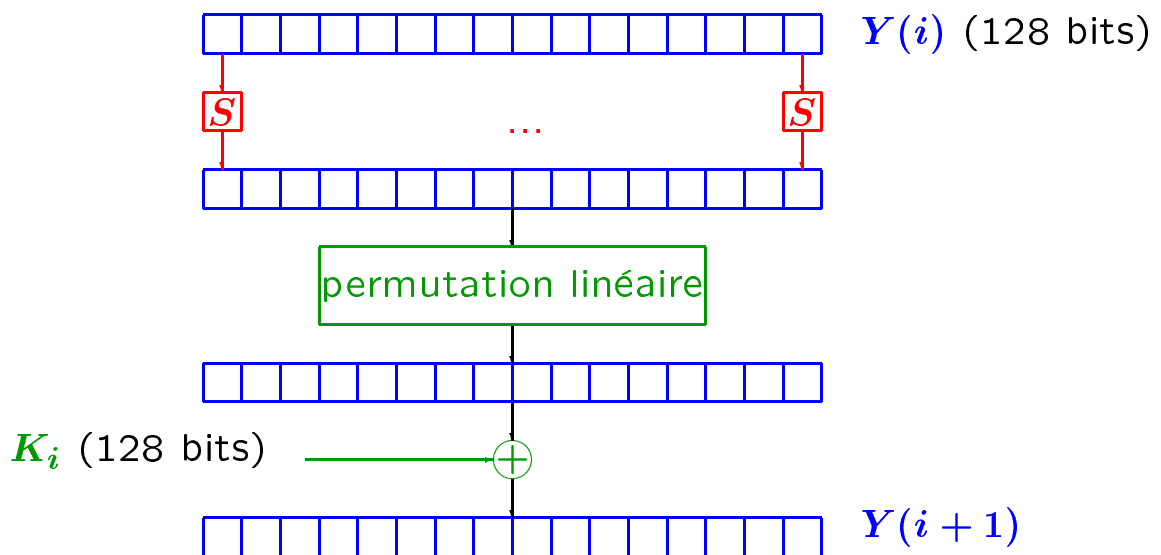 Y(i) (128 bits)
S S
...
permutation linéaire
K_i (128 bits)
Y(i + 1)